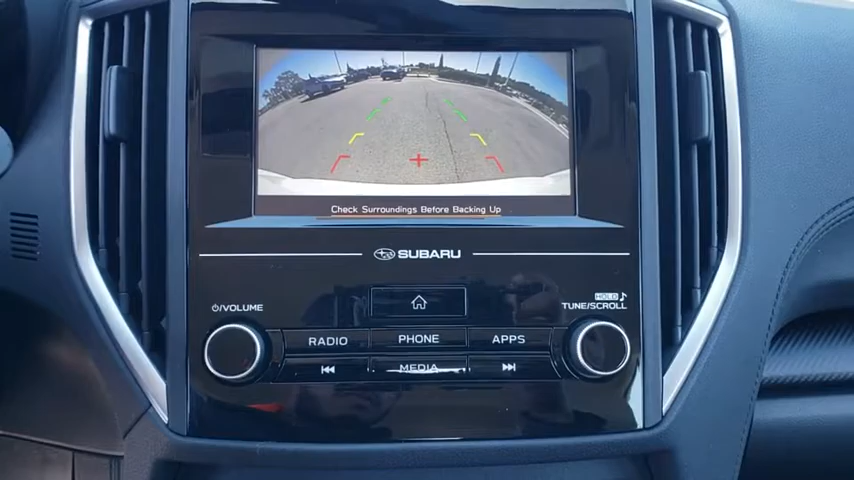 Check Surroundings Before Backing Up
SUBARU
VOLUME
HOLD
TUNE/SCROLL
RADIO
PHONE
APPS
MEDIA